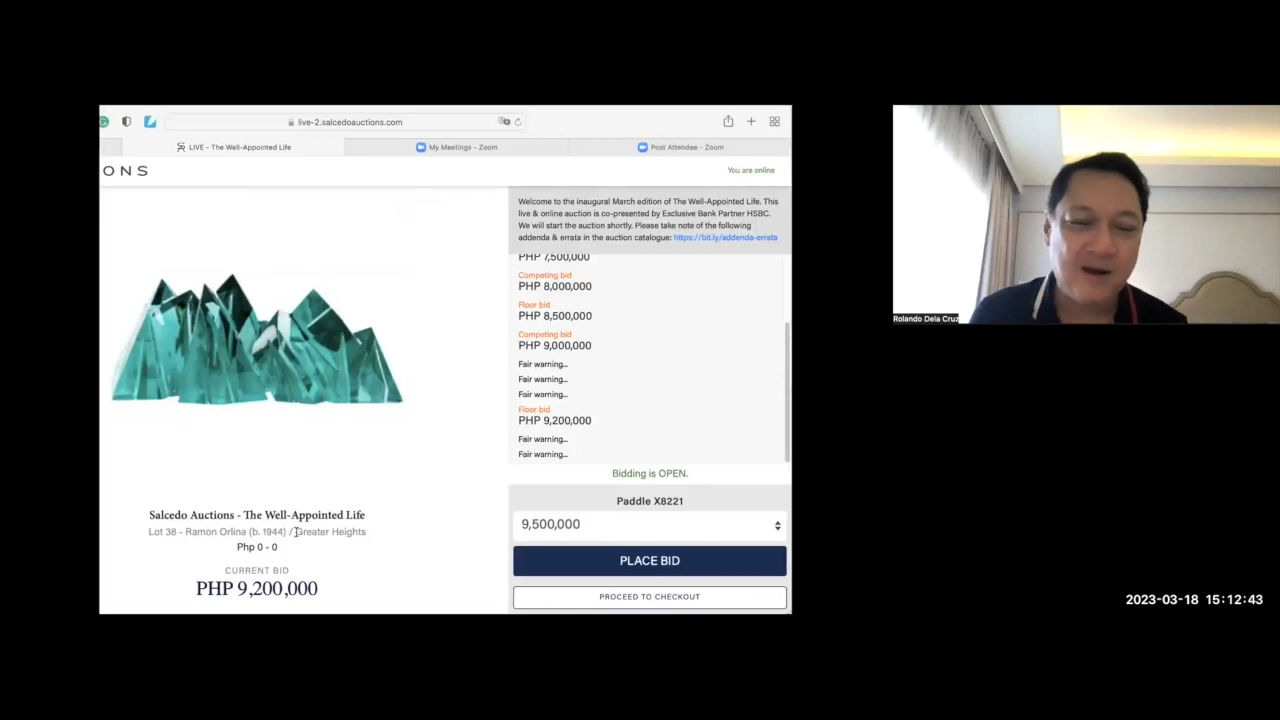 live-2.salcedoauctions.com
LIVE - The Well-Appointed Life
My Meetings - Zoom
Post Attendee - Zoom
ONS
You are online
Welcome to the inaugural March edition of The Well-Appointed Life. This
live & online auction is co-presented by Exclusive Bank Partner HSBC.
We will start the auction shortly. Please take note of the following
addenda & errata in the auction catalogue: https://bit.ly/addenda-errata
PHP 7,500,000
Competing bid
PHP 8,000,000
Floor bid
PHP 8,500,000
Competing bid
PHP 9,000,000
Fair warning...
Fair warning...
Fair warning...
Floor bid
PHP 9,200,000
Fair warning...
Fair warning...
Bidding is OPEN.
Paddle X8221
9,500,000
PLACE BID
PROCEED TO CHECKOUT
Salcedo Auctions - The Well-Appointed Life
Lot 38 - Ramon Orlina (b. 1944) / Greater Heights
Php 0 - 0
CURRENT BID
PHP 9,200,000
Rolando Dela Cruz
2023-03-18 15:12:43